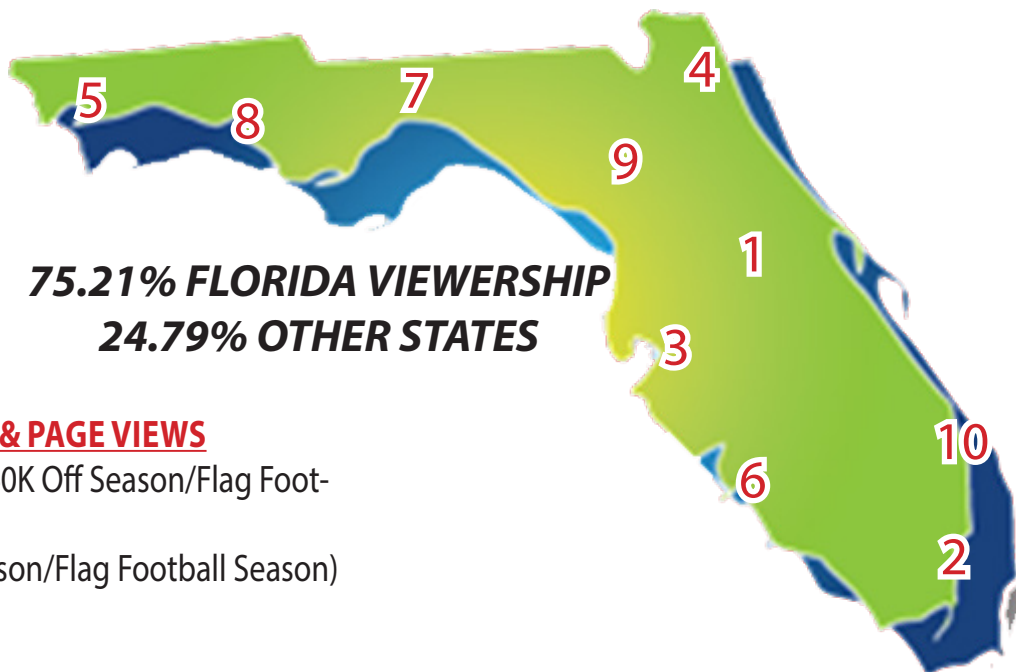 4
7
5
8
9
1
75.21% FLORIDA VIEWERSHIP
24.79% OTHER STATES
3
& PAGE VIEWS
10
0K Off Season/Flag Foot-
6
2
son/Flag Football Season)